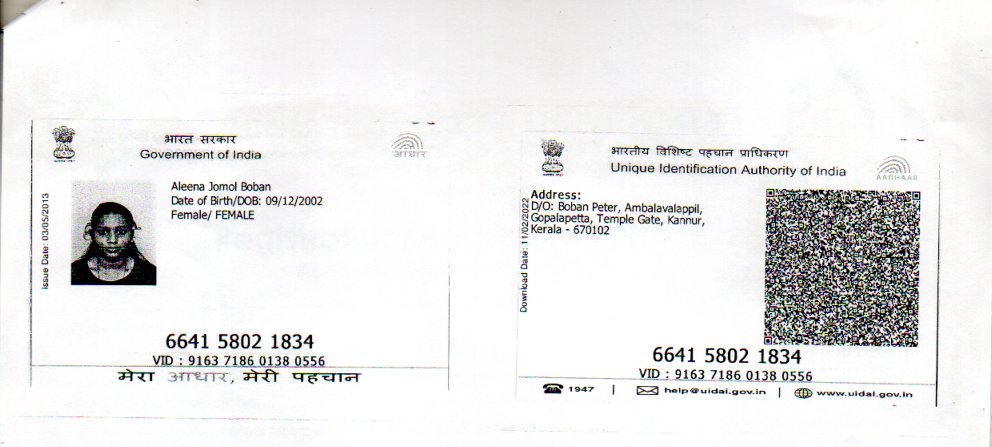 भारत सरकार
Government of India
आधार
Issue Date: 03/05/2013
Aleena Jomol Boban
Date of Birth/DOB: 09/12/2002
Female/ FEMALE
6641 5802 1834
VID : 9163 7186 0138 0556
मेरा आधार, मेरी पहचान
भारतीय विशिष्ट पहचान प्राधिकरण
Unique Identification Authority of India
AADHAAR
Download Date: 11/02/2022
Address:
D/O: Boban Peter, Ambalavalappil,
Gopalapetta, Temple Gate, Kannur,
Kerala - 670102
6641 5802 1834
VID : 9163 7186 0138 0556
1947 | help@uidai.gov.in | www.uidai.gov.in